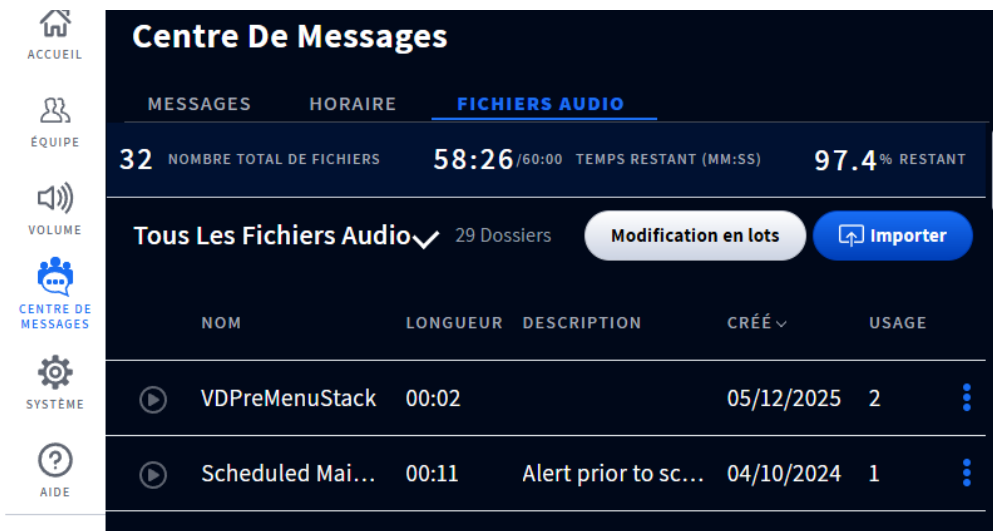 ACCUEIL
ÉQUIPE
VOLUME
CENTRE DE
MESSAGES
SYSTÈME
AIDE
Centre De Messages
MESSAGES HORAIRE FICHIERS AUDIO
32 NOMBRE TOTAL DE FICHIERS 58:26/60:00 TEMPS RESTANT (MM:SS) 97.4% RESTANT
Tous Les Fichiers Audio 29 Dossiers Modification en lots Importer
NOM LONGUEUR DESCRIPTION CRÉÉ USAGE
VDPreMenuStack 00:02 05/12/2025 2
Scheduled Mai... 00:11 Alert prior to sc... 04/10/2024 1